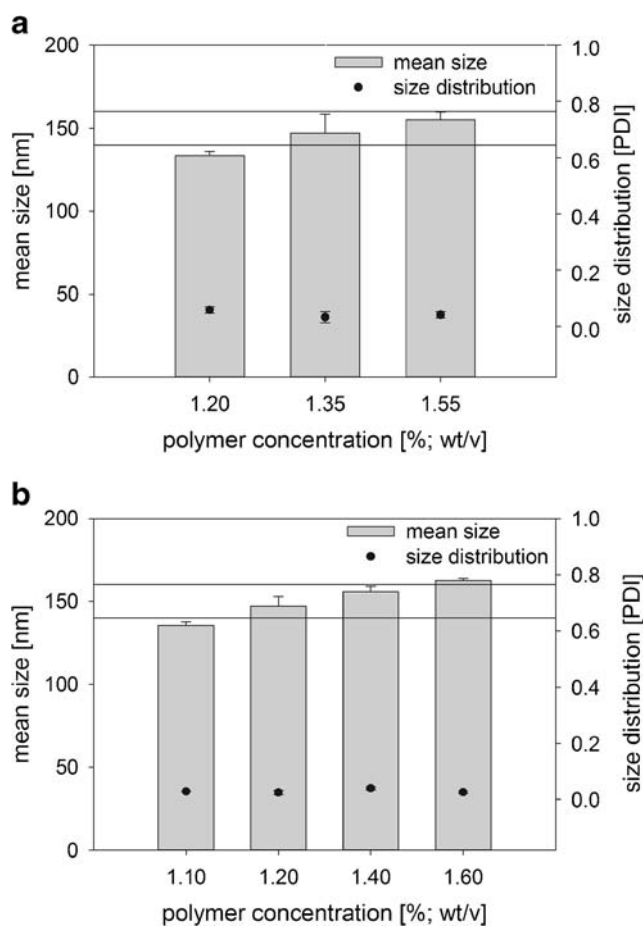 a
200
150
100
50
0
mean size [nm]
mean size
size distribution
1.0
0.8
0.6
0.4
0.2
0.0
size distribution [PDI]
1.20 1.35 1.55
polymer concentration [%; wt/v]
b
200
150
100
50
0
mean size [nm]
mean size
size distribution
1.0
0.8
0.6
0.4
0.2
0.0
size distribution [PDI]
1.10 1.20 1.40 1.60
polymer concentration [%; wt/v]